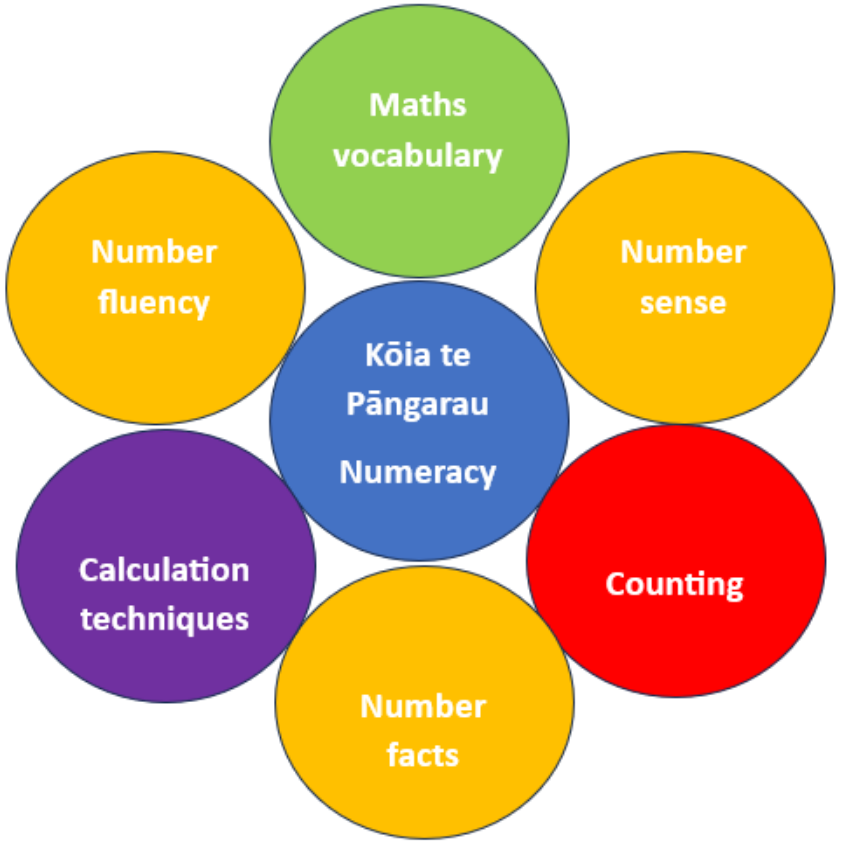 Maths
vocabulary
Number
fluency
Number
sense
Kōia te
Pāngarau
Numeracy
Calculation
techniques
Counting
Number
facts